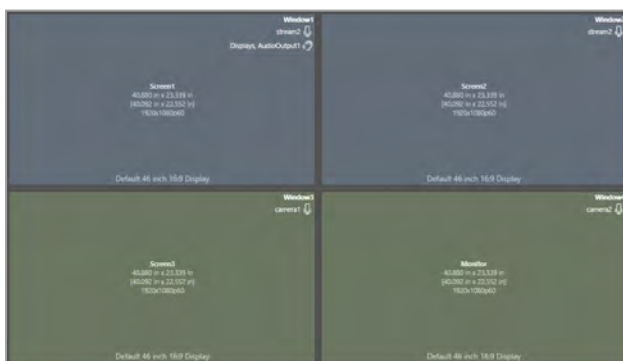 Window1
stream2
Displays, AudioOutput1
Screen1
40.880 in x 23.339 in
[40.092 in x 22.552 in]
1920x1080p60
Default 46 inch 16:9 Display
stream2
Screen2
40.880 in x 23.339 in
[40.092 in x 22.552 in]
1920x1080p60
Default 46 inch 16:9 Display
Window3
camera1
Screen3
40.880 in x 23.339 in
[40.092 in x 22.552 in]
1920x1080p60
Default 46 inch 16:9 Display
camera2
Monitor
40.880 in x 23.339 in
[40.092 in x 22.552 in]
1920x1080p60
Default 46 inch 16:9 Display